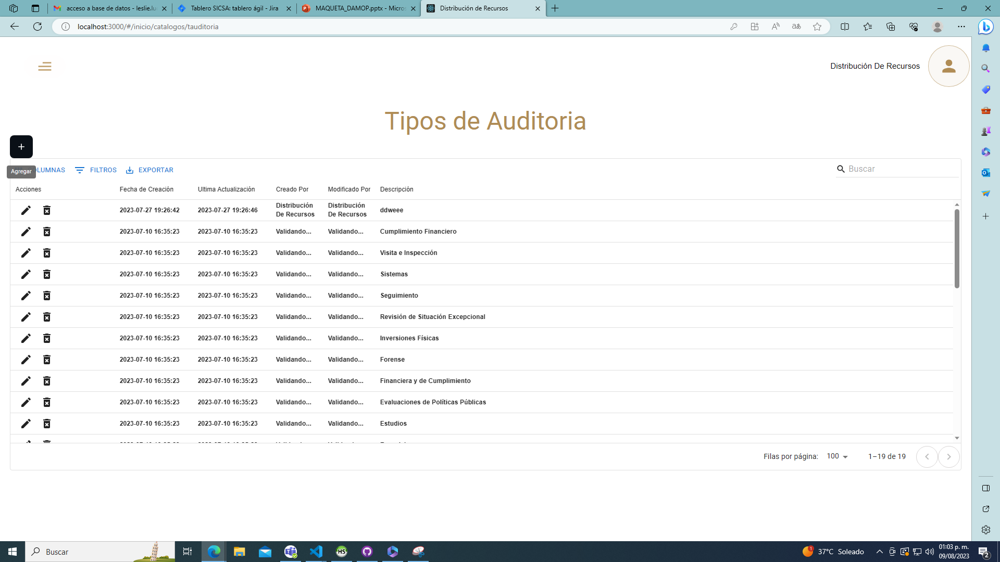 acceso a base de datos - leslie.lu
Tablero SICSA: tablero ágil - Jira
MAQUETA_DAMOP.pptx - Micros
Distribución de Recursos
localhost:3000/#/inicio/catalogos/tauditoria
Distribución De Recursos
Tipos de Auditoria
+
Agregar
LUMNAS
FILTROS
EXPORTAR
Buscar
Acciones Fecha de Creación Ultima Actualización Creado Por Modificado Por Descripción
2023-07-27 19:26:42 2023-07-27 19:26:46 Distribución De Recursos Distribución De Recursos ddweee
2023-07-10 16:35:23 2023-07-10 16:35:23 Validando... Validando... Cumplimiento Financiero
2023-07-10 16:35:23 2023-07-10 16:35:23 Validando... Validando... Visita e Inspección
2023-07-10 16:35:23 2023-07-10 16:35:23 Validando... Validando... Sistemas
2023-07-10 16:35:23 2023-07-10 16:35:23 Validando... Validando... Seguimiento
2023-07-10 16:35:23 2023-07-10 16:35:23 Validando... Validando... Revisión de Situación Excepcional
2023-07-10 16:35:23 2023-07-10 16:35:23 Validando... Validando... Inversiones Físicas
2023-07-10 16:35:23 2023-07-10 16:35:23 Validando... Validando... Forense
2023-07-10 16:35:23 2023-07-10 16:35:23 Validando... Validando... Financiera y de Cumplimiento
2023-07-10 16:35:23 2023-07-10 16:35:23 Validando... Validando... Evaluaciones de Políticas Públicas
2023-07-10 16:35:23 2023-07-10 16:35:23 Validando... Validando... Estudios
Filas por página: 100 1–19 de 19
Buscar
HS
1
37°C Soleado
01:03 p. m.
09/08/2023
2